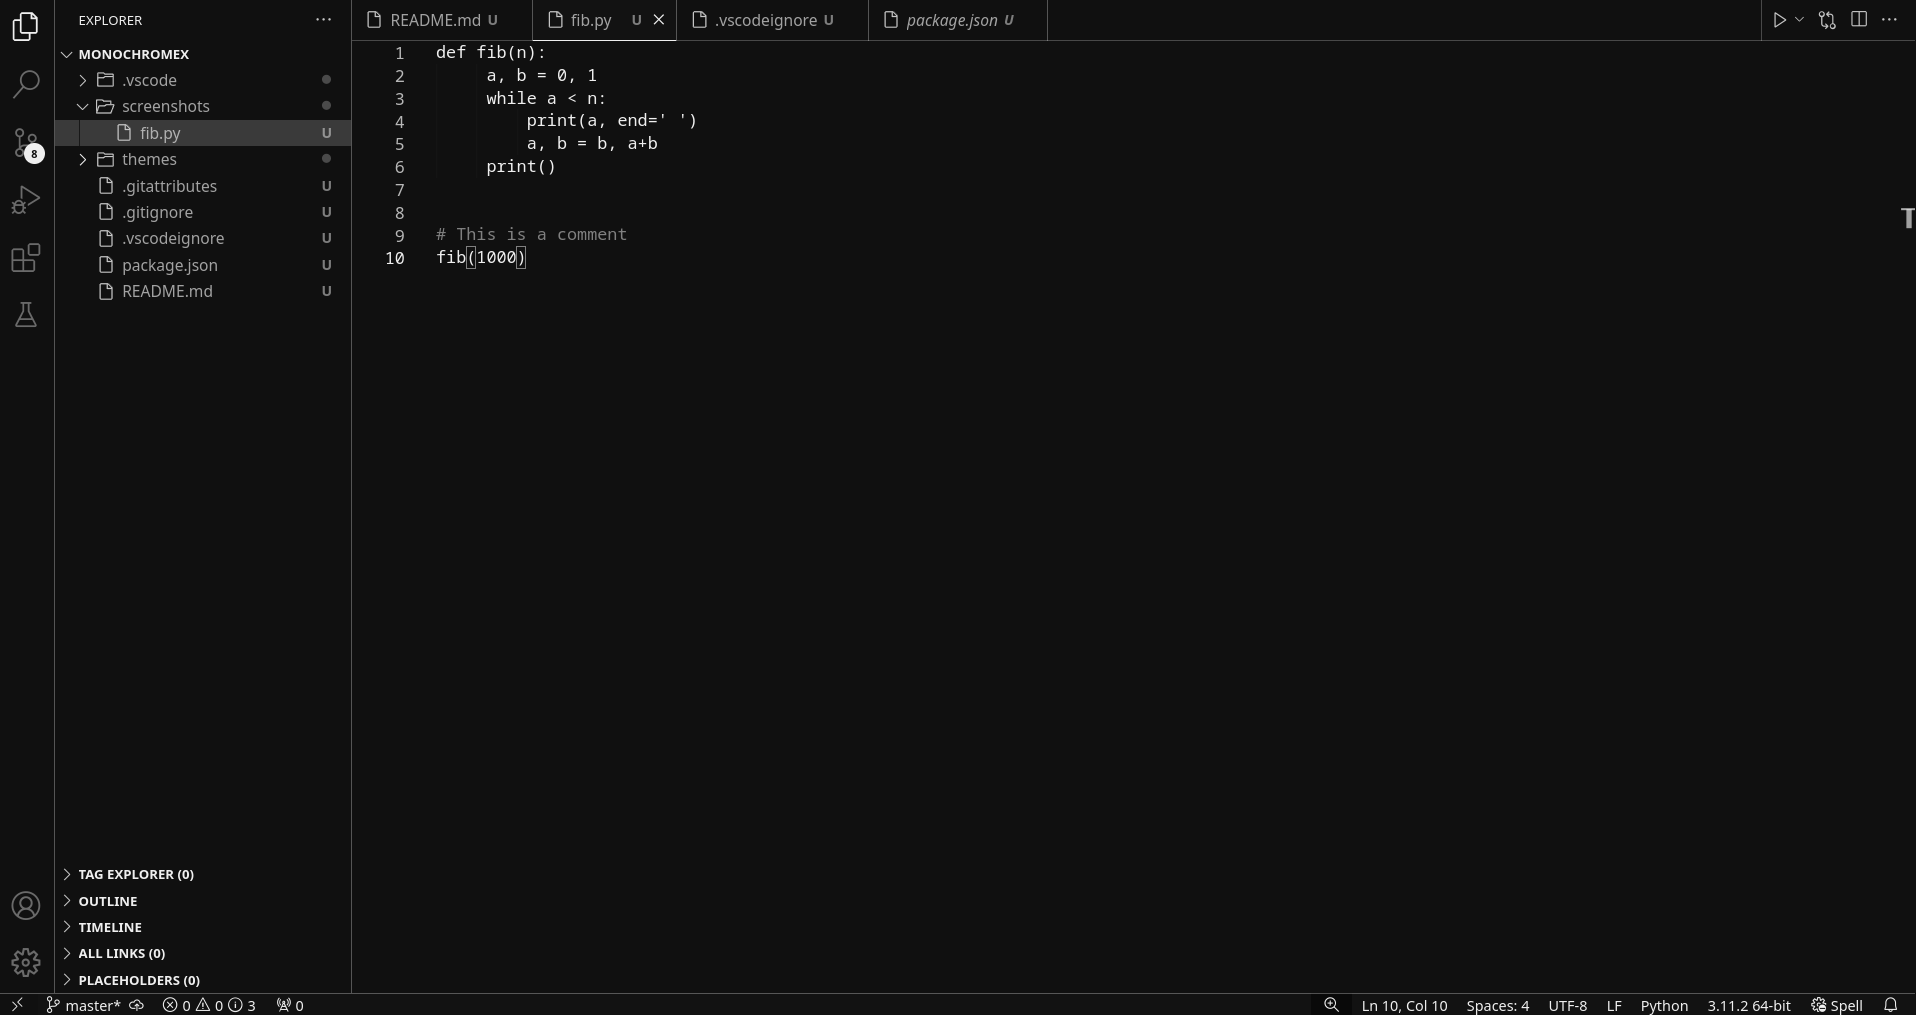 EXPLORER ···
MONOCHROMEX
.vscode
screenshots
fib.py U
themes
.gitattributes U
.gitignore U
.vscodeignore U
package.json U
README.md U
8
TAG EXPLORER (0)
OUTLINE
TIMELINE
ALL LINKS (0)
PLACEHOLDERS (0)
README.md U fib.py U .vscodeignore U package.json U
1 def fib(n):
2     a, b = 0, 1
3     while a < n:
4         print(a, end=' ')
5         a, b = b, a+b
6     print()
7
8
9 # This is a comment
10 fib(1000)
T
master* 0 0 3 0 Ln 10, Col 10 Spaces: 4 UTF-8 LF Python 3.11.2 64-bit Spell